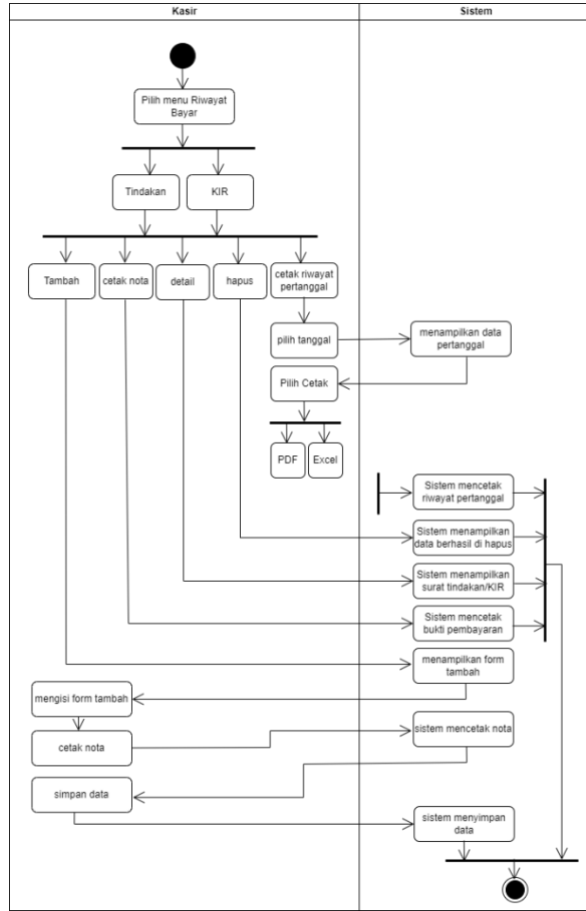 Kasir
Sistem
Pilih menu Riwayat
Bayar
Tindakan
KIR
Tambah
cetak nota
detail
hapus
cetak riwayat
pertanggal
pilih tanggal
menampilkan data
pertanggal
Pilih Cetak
PDF
Excel
Sistem mencetak
riwayat pertanggal
Sistem menampilkan
data berhasil di hapus
Sistem menampilkan
surat tindakan/KIR
Sistem mencetak
bukti pembayaran
menampilkan form
tambah
mengisi form tambah
cetak nota
sistem mencetak nota
simpan data
sistem menyimpan
data